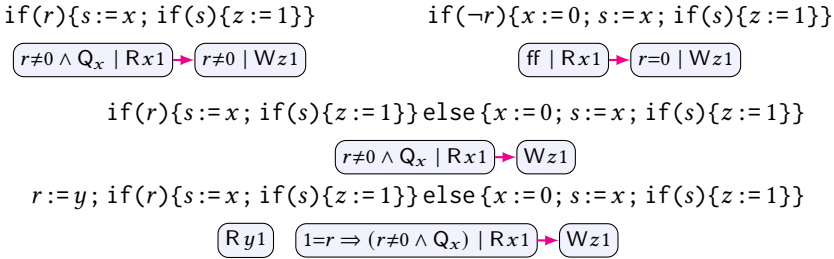 if(r){s:=x; if(s){z:=1}} if(¬r){x:=0; s:=x; if(s){z:=1}}
r≠0 ∧ Qₓ | Rx1 → r≠0 | Wz1 ff | Rx1 → r=0 | Wz1
if(r){s:=x; if(s){z:=1}} else {x:=0; s:=x; if(s){z:=1}}
r≠0 ∧ Qₓ | Rx1 → Wz1
r:=y; if(r){s:=x; if(s){z:=1}} else {x:=0; s:=x; if(s){z:=1}}
Ry1 1=r ⇒ (r≠0 ∧ Qₓ) | Rx1 → Wz1